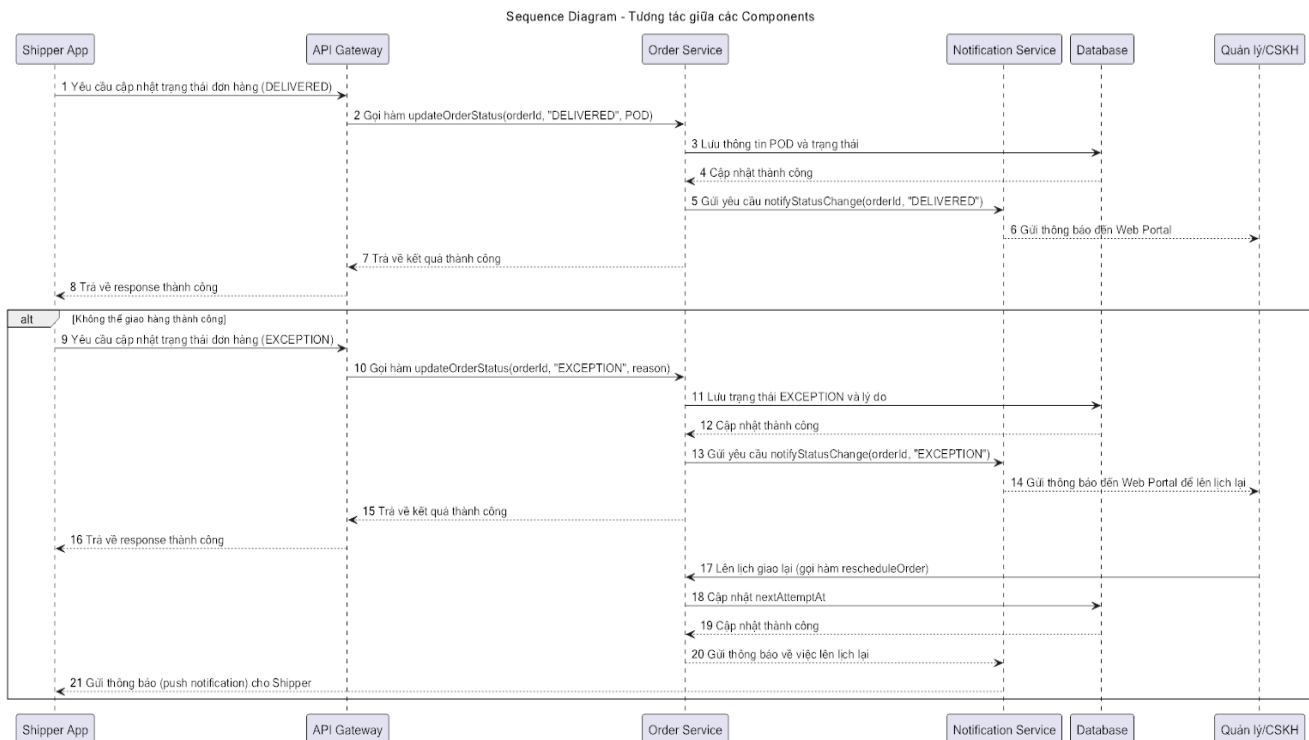 Sequence Diagram - Tương tác giữa các Components
Shipper App
API Gateway
Order Service
Notification Service
Database
Quản lý/CSKH
1 Yêu cầu cập nhật trạng thái đơn hàng (DELIVERED)
2 Gọi hàm updateOrderStatus(orderId, "DELIVERED", POD)
3 Lưu thông tin POD và trạng thái
4 Cập nhật thành công
5 Gửi yêu cầu notifyStatusChange(orderId, "DELIVERED")
6 Gửi thông báo đến Web Portal
7 Trả về kết quả thành công
8 Trả về response thành công
alt
[Không thể giao hàng thành công]
9 Yêu cầu cập nhật trạng thái đơn hàng (EXCEPTION)
10 Gọi hàm updateOrderStatus(orderId, "EXCEPTION", reason)
11 Lưu trạng thái EXCEPTION và lý do
12 Cập nhật thành công
13 Gửi yêu cầu notifyStatusChange(orderId, "EXCEPTION")
14 Gửi thông báo đến Web Portal để lên lịch lại
15 Trả về kết quả thành công
16 Trả về response thành công
17 Lên lịch giao lại (gọi hàm rescheduleOrder)
18 Cập nhật nextAttemptAt
19 Cập nhật thành công
20 Gửi thông báo về việc lên lịch lại
21 Gửi thông báo (push notification) cho Shipper
Shipper App
API Gateway
Order Service
Notification Service
Database
Quản lý/CSKH